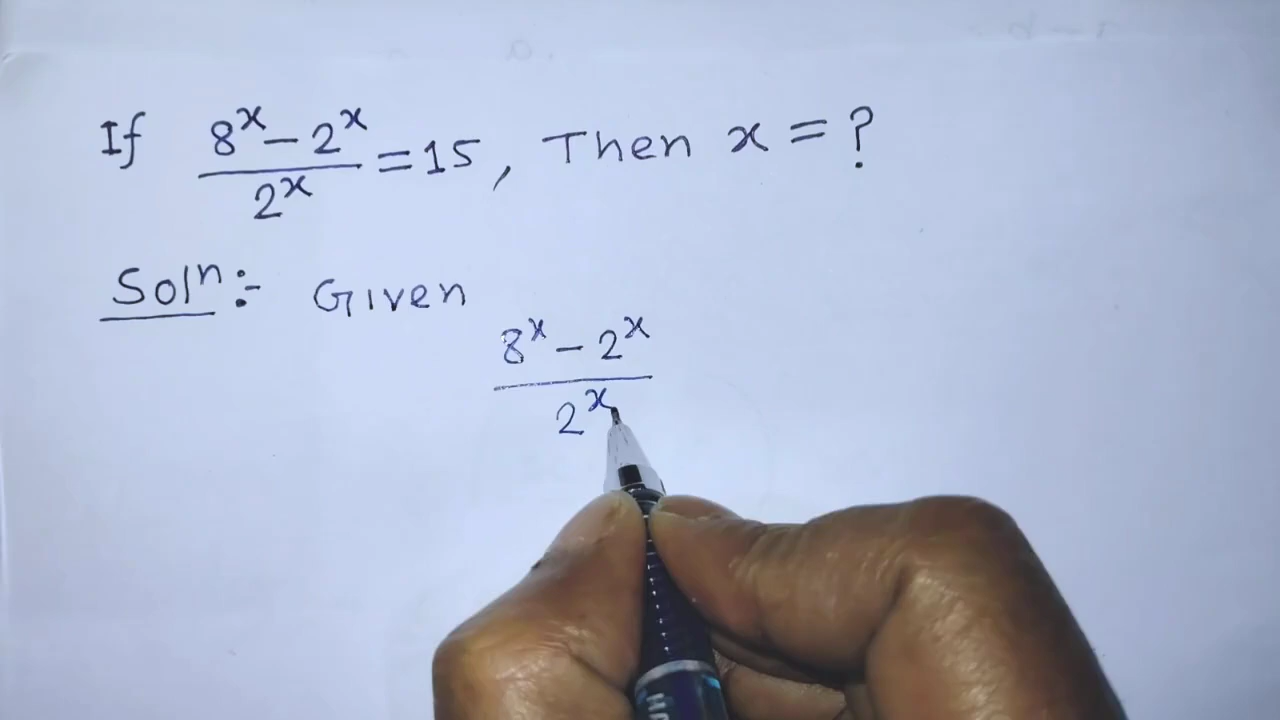 If (8^x - 2^x)/2^x = 15, Then x = ?
Solⁿ:- Given
(8^x - 2^x)/2^x